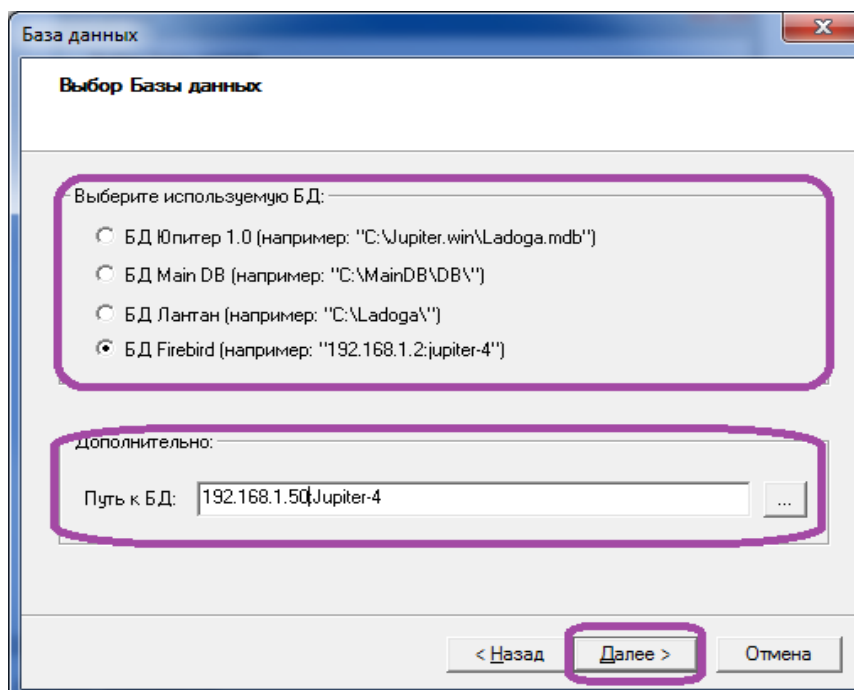 База данных
Выбор Базы данных
Выберите используемую БД:
БД Юпитер 1.0 (например: "C:\Jupiter.win\Ladoga.mdb")
БД Main DB (например: "C:\MainDB\DB\")
БД Лантан (например: "C:\Ladoga\")
БД Firebird (например: "192.168.1.2:jupiter-4")
Дополнительно:
Путь к БД: 192.168.1.50:Jupiter-4 ...
< Назад Далее > Отмена